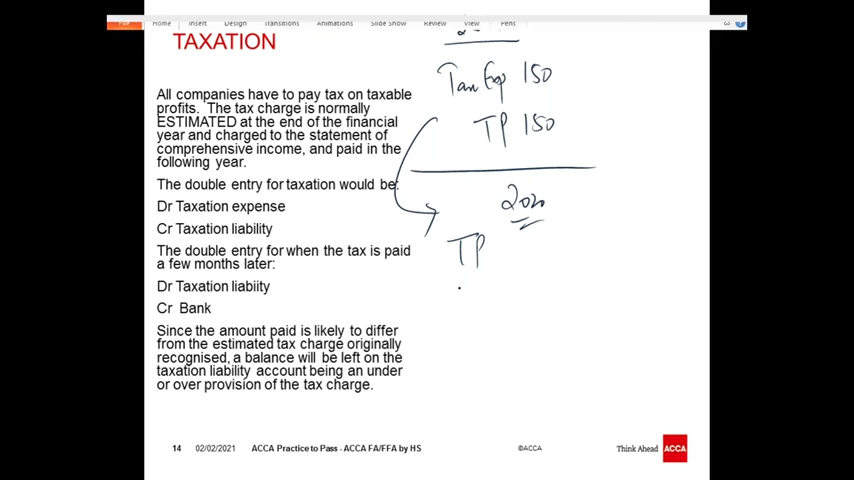 File Home Insert Design Transitions Animations Slide Show Review View Pens
TAXATION
All companies have to pay tax on taxable
profits. The tax charge is normally
ESTIMATED at the end of the financial
year and charged to the statement of
comprehensive income, and paid in the
following year.
The double entry for taxation would be:
Dr Taxation expense
Cr Taxation liability
The double entry for when the tax is paid
a few months later:
Dr Taxation liabiity
Cr Bank
Since the amount paid is likely to differ
from the estimated tax charge originally
recognised, a balance will be left on the
taxation liability account being an under
or over provision of the tax charge.
Tax Exp 150
TP 150
2020
TP
14 02/02/2021 ACCA Practice to Pass - ACCA FA/FFA by HS ©ACCA Think Ahead ACCA